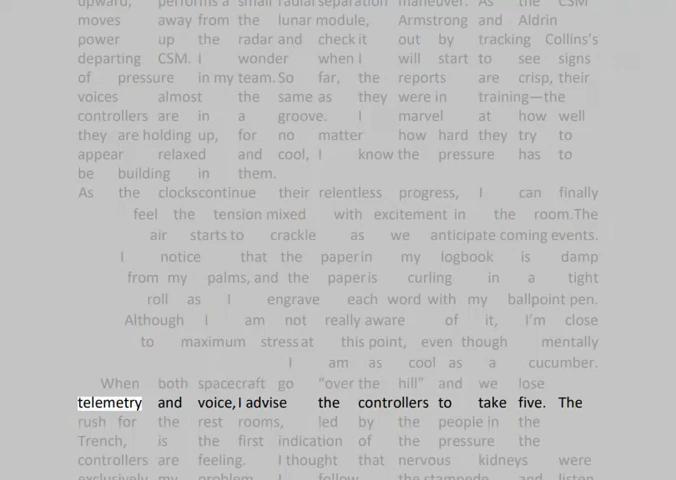 upward, performs a small radial separation maneuver. As the CSM
moves away from the lunar module, Armstrong and Aldrin
power up the radar and check it out by tracking Collins's
departing CSM. I wonder when I will start to see signs
of pressure in my team. So far, the reports are crisp, their
voices almost the same as they were in training—the
controllers are in a groove. I marvel at how well
they are holding up, for no matter how hard they try to
appear relaxed and cool, I know the pressure has to
be building in them.
As the clockscontinue their relentless progress, I can finally
feel the tension mixed with excitement in the room.The
air starts to crackle as we anticipate coming events.
I notice that the paper in my logbook is damp
from my palms, and the paper is curling in a tight
roll as I engrave each word with my ballpoint pen.
Although I am not really aware of it, I'm close
to maximum stress at this point, even though mentally
I am as cool as a cucumber.
When both spacecraft go "over the hill" and we lose
telemetry and voice, I advise the controllers to take five. The
rush for the rest rooms, led by the people in the
Trench, is the first indication of the pressure the
controllers are feeling. I thought that nervous kidneys were
exclusively my problem. I follow the stampede and listen